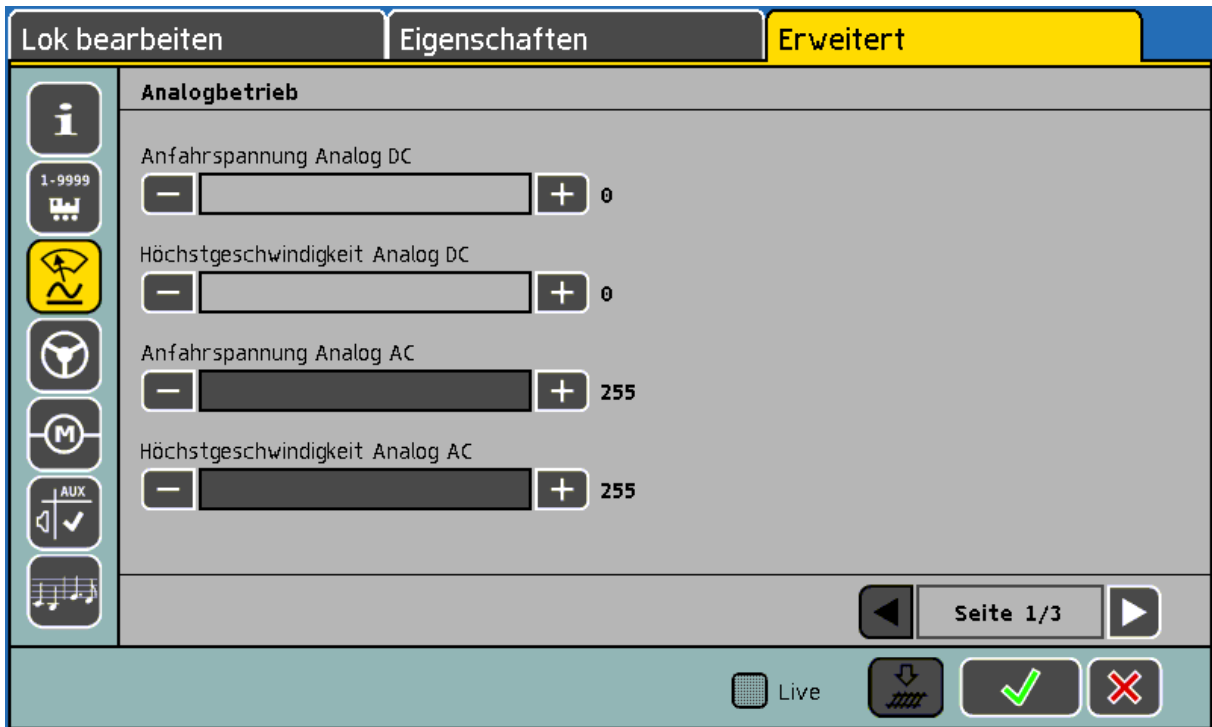 Lok bearbeiten
Eigenschaften
Erweitert
i
1-9999
M
AUX
Analogbetrieb
Anfahrspannung Analog DC
0
Höchstgeschwindigkeit Analog DC
0
Anfahrspannung Analog AC
255
Höchstgeschwindigkeit Analog AC
255
Seite 1/3
Live